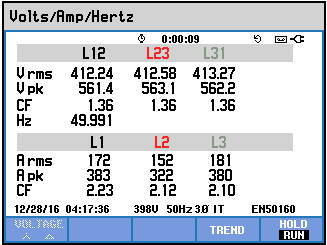 Volts/Amp/Hertz
0:00:09
L12 L23 L31
Vrms 412.24 412.58 413.27
Vpk 561.4 563.1 562.2
CF 1.36 1.36 1.36
Hz 49.991
L1 L2 L3
Arms 172 152 181
Apk 383 322 380
CF 2.23 2.12 2.10
12/28/16 04:17:36 398V 50Hz 3Ø IT EN50160
VOLTAGE TREND HOLD
RUN